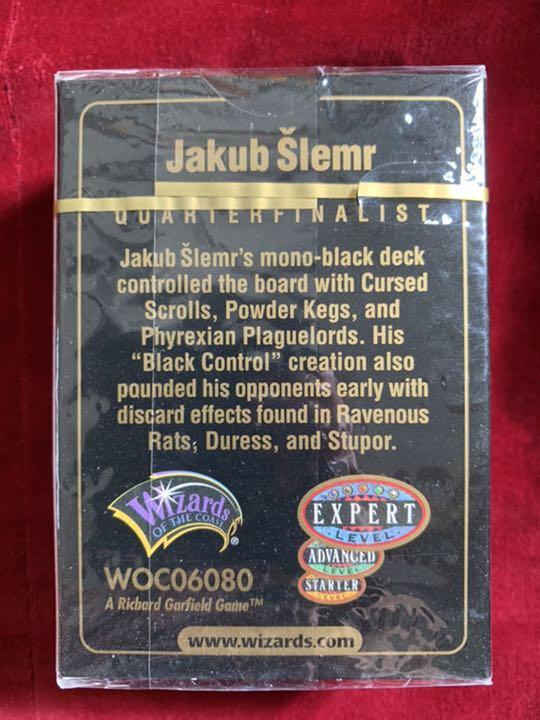 Jakub Šlemr
QUARTERFINALIST
Jakub Šlemr's mono-black deck
controlled the board with Cursed
Scrolls, Powder Kegs, and
Phyrexian Plaguelords. His
“Black Control” creation also
pounded his opponents early with
discard effects found in Ravenous
Rats, Duress, and Stupor.
Wizards
OF THE COAST®
EXPERT
LEVEL
ADVANCED
LEVEL
STARTER
LEVEL
WOC06080
A Richard Garfield Game™
www.wizards.com